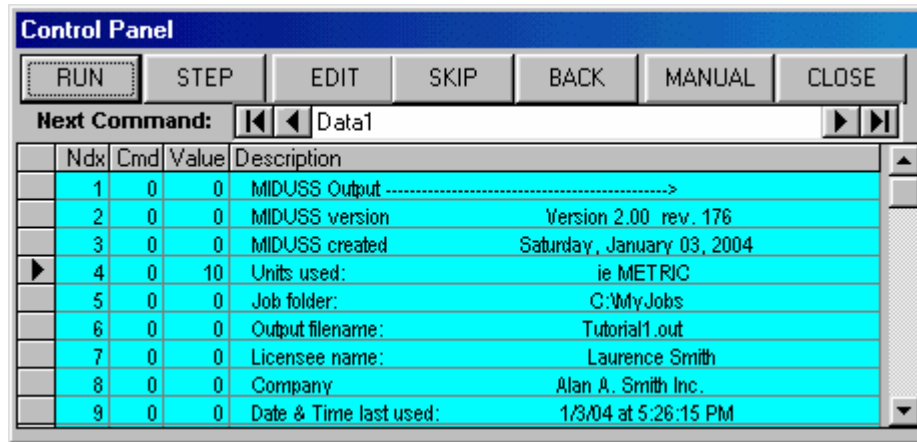 Control Panel
RUN STEP EDIT SKIP BACK MANUAL CLOSE
Next Command: Data1
Ndx Cmd Value Description
1 0 0 MIDUSS Output ----------------------------------------------->
2 0 0 MIDUSS version Version 2.00 rev. 176
3 0 0 MIDUSS created Saturday, January 03, 2004
4 0 10 Units used: ie METRIC
5 0 0 Job folder: C:\MyJobs
6 0 0 Output filename: Tutorial1.out
7 0 0 Licensee name: Laurence Smith
8 0 0 Company Alan A. Smith Inc.
9 0 0 Date & Time last used: 1/3/04 at 5:26:15 PM